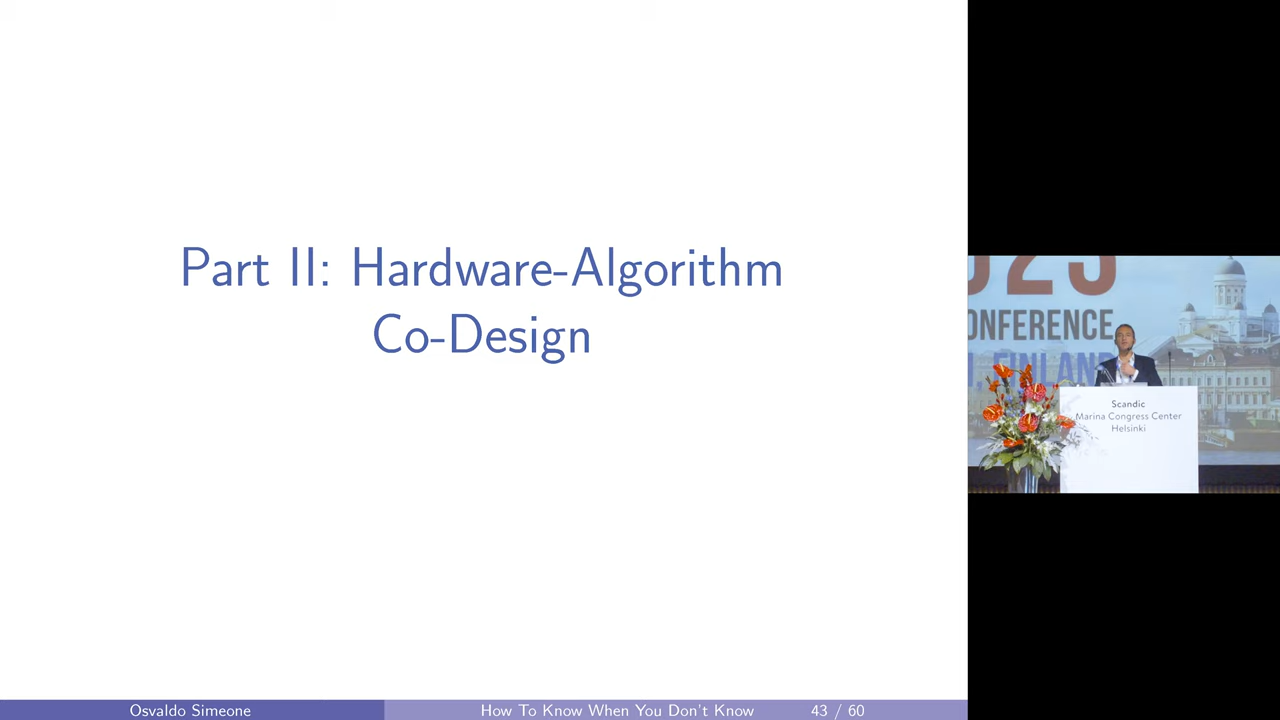 Part II: Hardware-Algorithm
Co-Design
Osvaldo Simeone
How To Know When You Don't Know
43 / 60
FINLAND
Scandic
Marina Congress Center
Helsinki